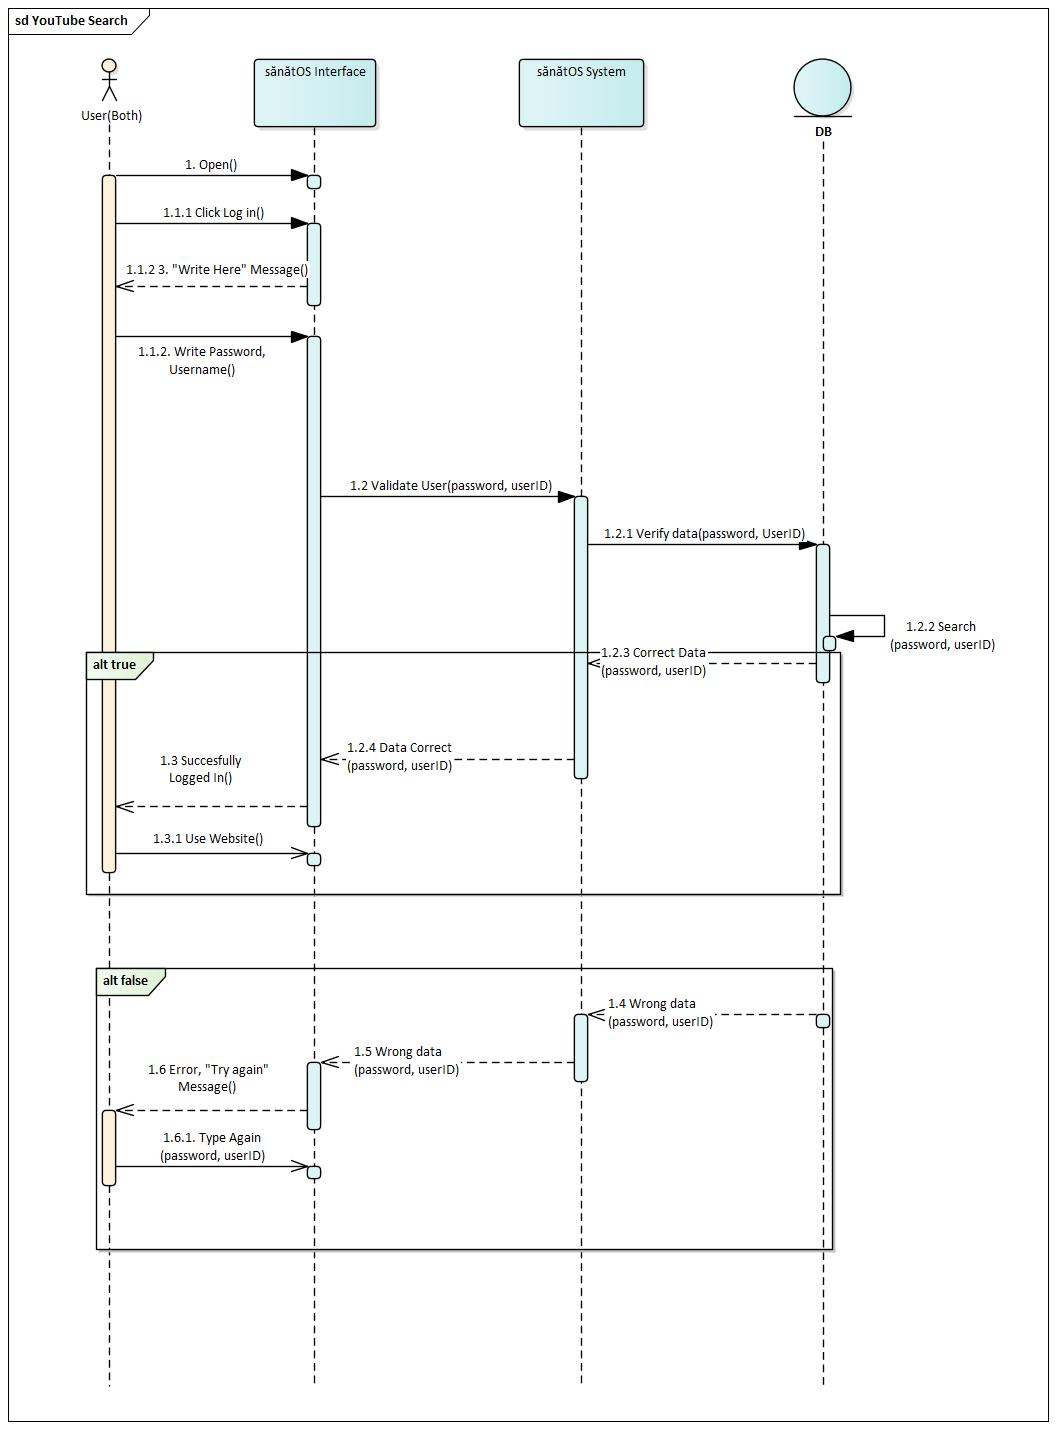 sd YouTube Search
sănătOS Interface
sănătOS System
User(Both)
DB
1. Open()
1.1.1 Click Log in()
1.1.2 3. "Write Here" Message()
1.1.2. Write Password,
Username()
1.2 Validate User(password, userID)
1.2.1 Verify data(password, UserID)
1.2.2 Search
(password, userID)
alt true
1.2.3 Correct Data
(password, userID)
1.2.4 Data Correct
(password, userID)
1.3 Succesfully
Logged In()
1.3.1 Use Website()
alt false
1.4 Wrong data
(password, userID)
1.5 Wrong data
(password, userID)
1.6 Error, "Try again"
Message()
1.6.1. Type Again
(password, userID)